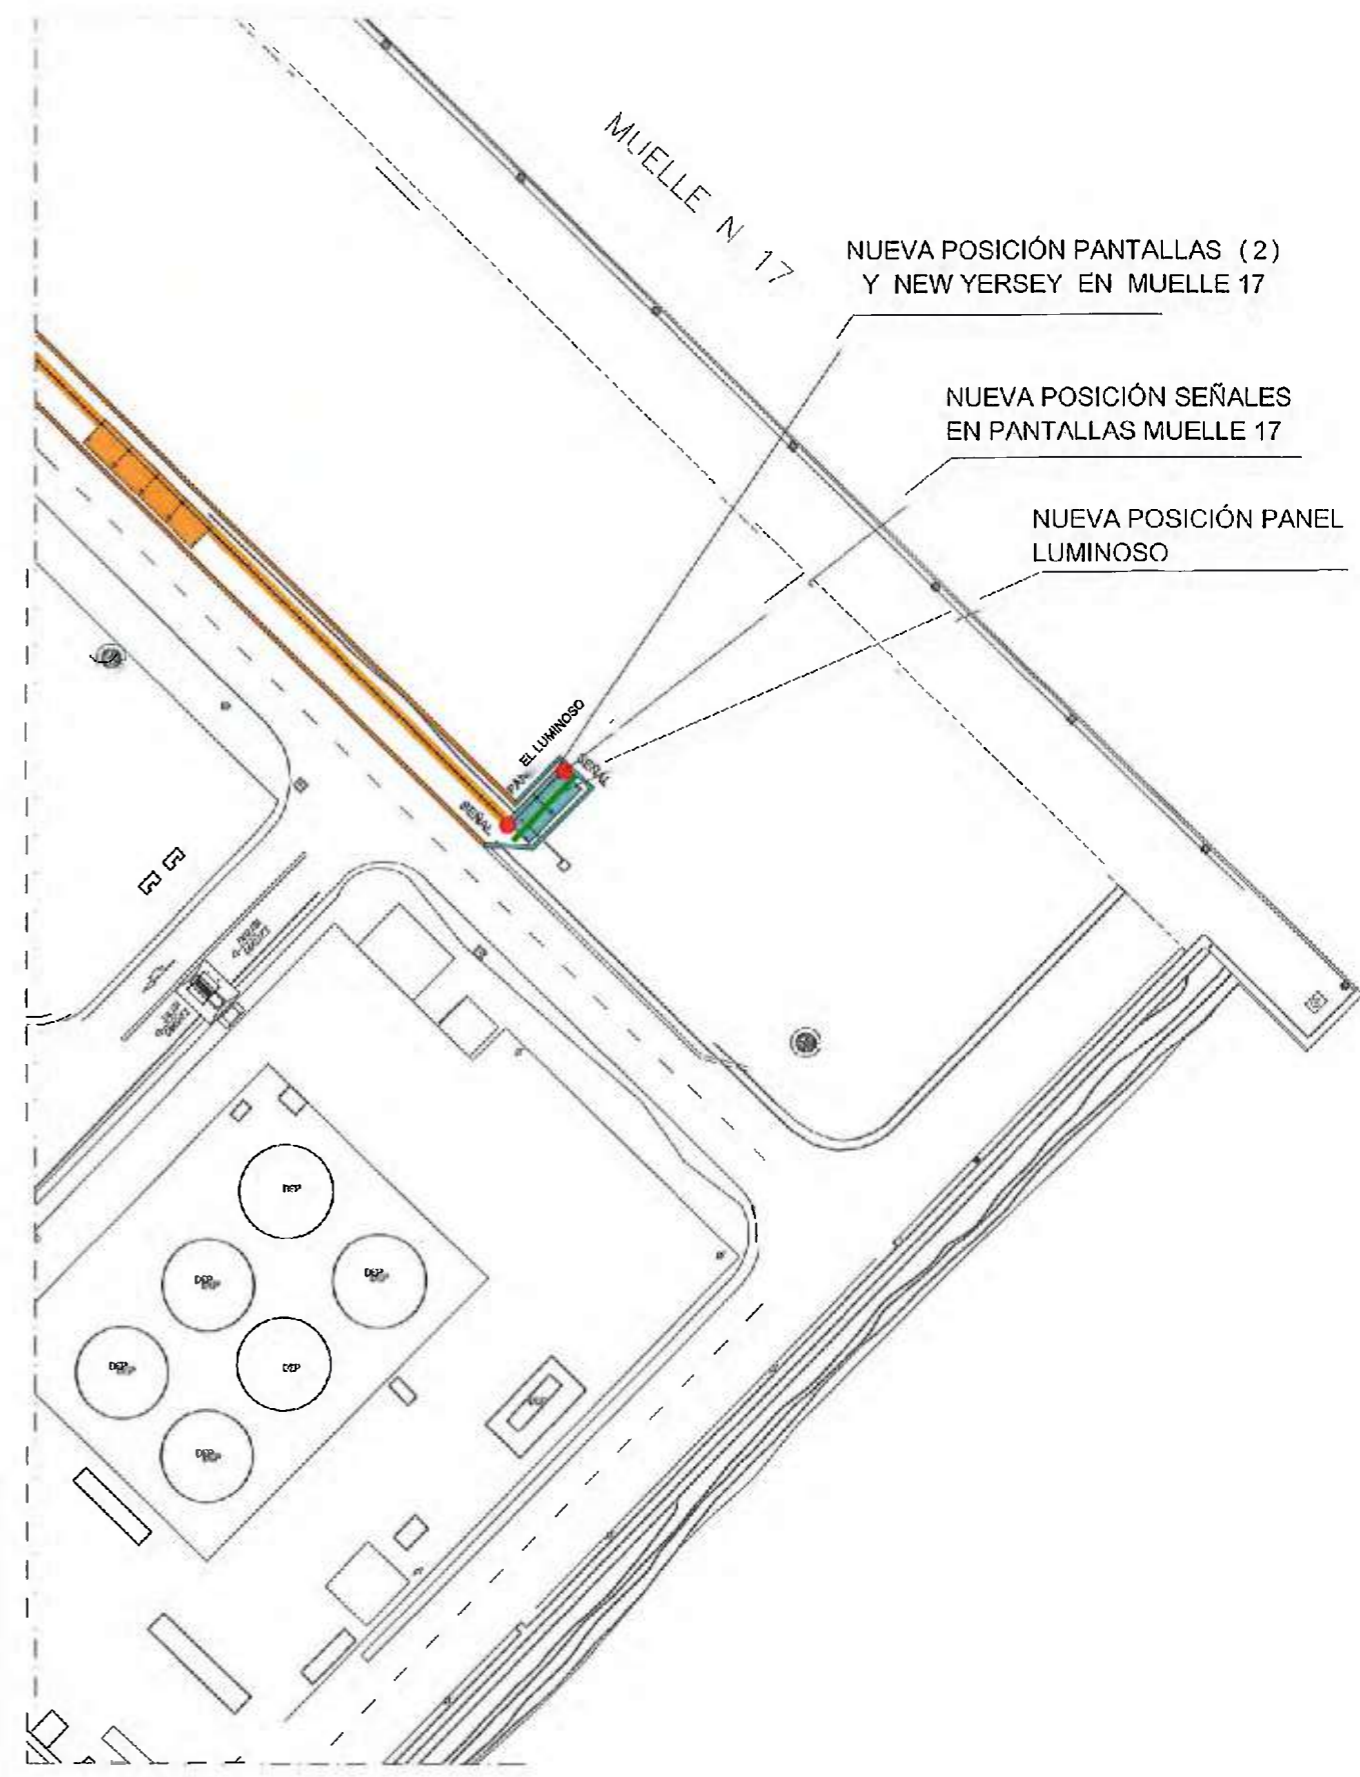 MUELLE N 17
NUEVA POSICIÓN PANTALLAS (2)
Y NEW YERSEY EN MUELLE 17
NUEVA POSICIÓN SEÑALES
EN PANTALLAS MUELLE 17
NUEVA POSICIÓN PANEL
LUMINOSO
PANEL LUMINOSO
SEÑAL
SEÑAL
DEP
DEP
DEP
DEP
DEP
DEP